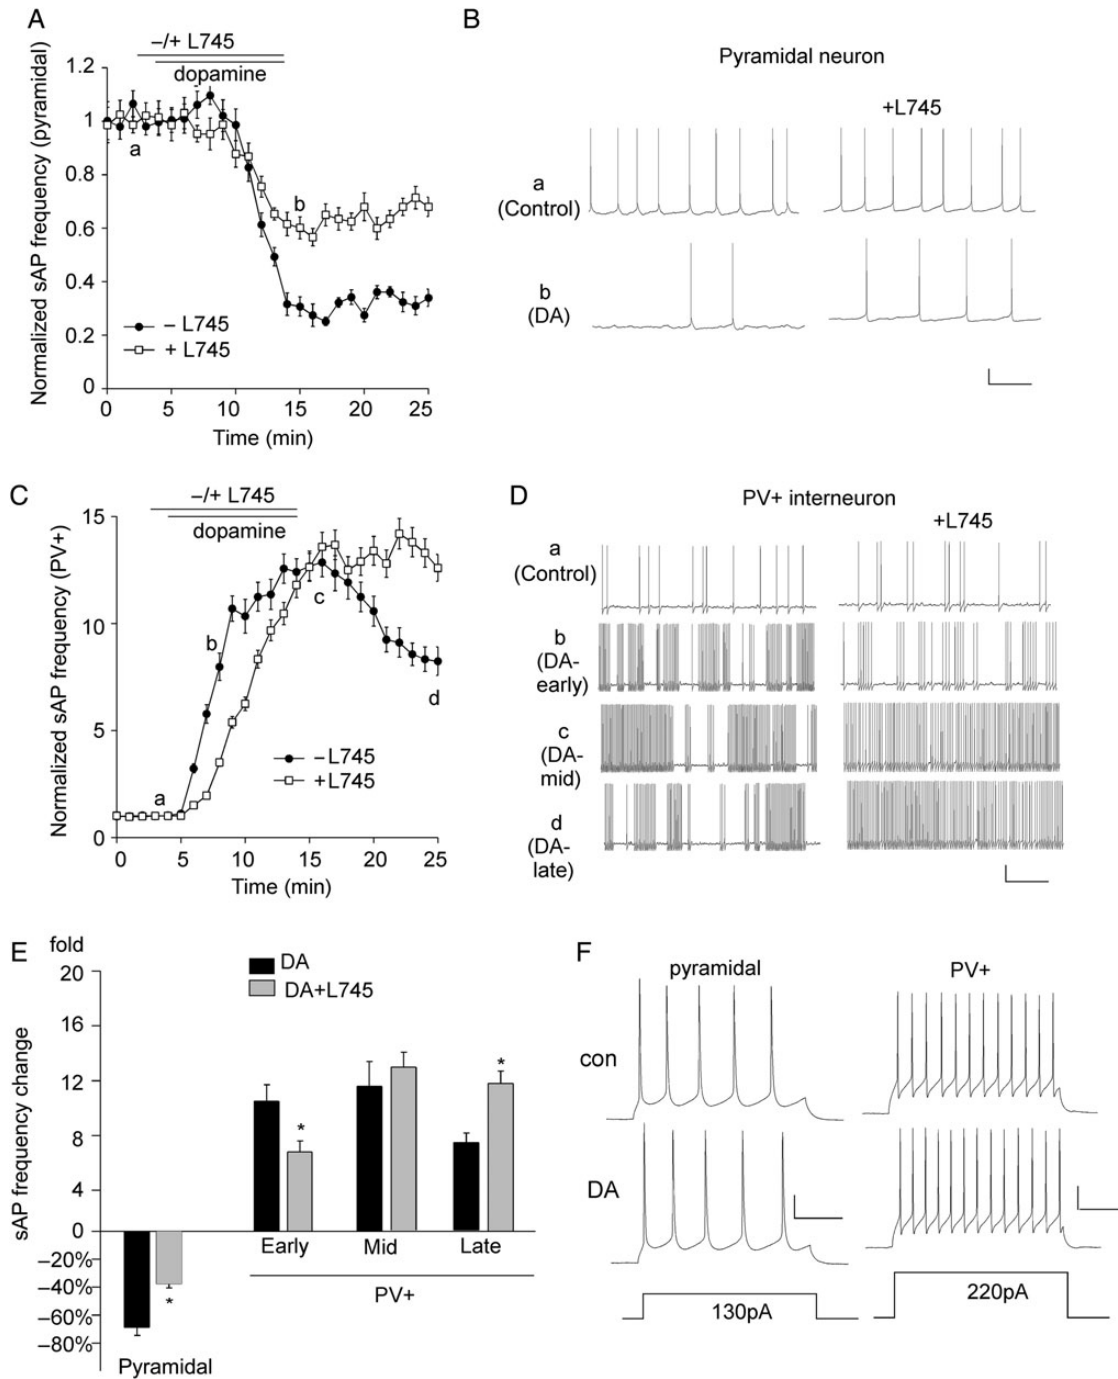 A
−/+ L745
dopamine
Normalized sAP frequency (pyramidal)
1.2
1
0.8
0.6
0.4
0.2
0
a
b
− L745
+ L745
0 5 10 15 20 25
Time (min)
B
Pyramidal neuron
+L745
a
(Control)
b
(DA)
C
−/+ L745
dopamine
Normalized sAP frequency (PV+)
15
10
5
0
a
b
c
d
−L745
+L745
0 5 10 15 20 25
Time (min)
D
PV+ interneuron
+L745
a
(Control)
b
(DA-
early)
c
(DA-
mid)
d
(DA-
late)
E
fold
sAP frequency change
20
16
12
8
4
0
−20%
−40%
−60%
−80%
DA
DA+L745
*
*
*
Early Mid Late
PV+
Pyramidal
F
pyramidal PV+
con
DA
130pA
220pA